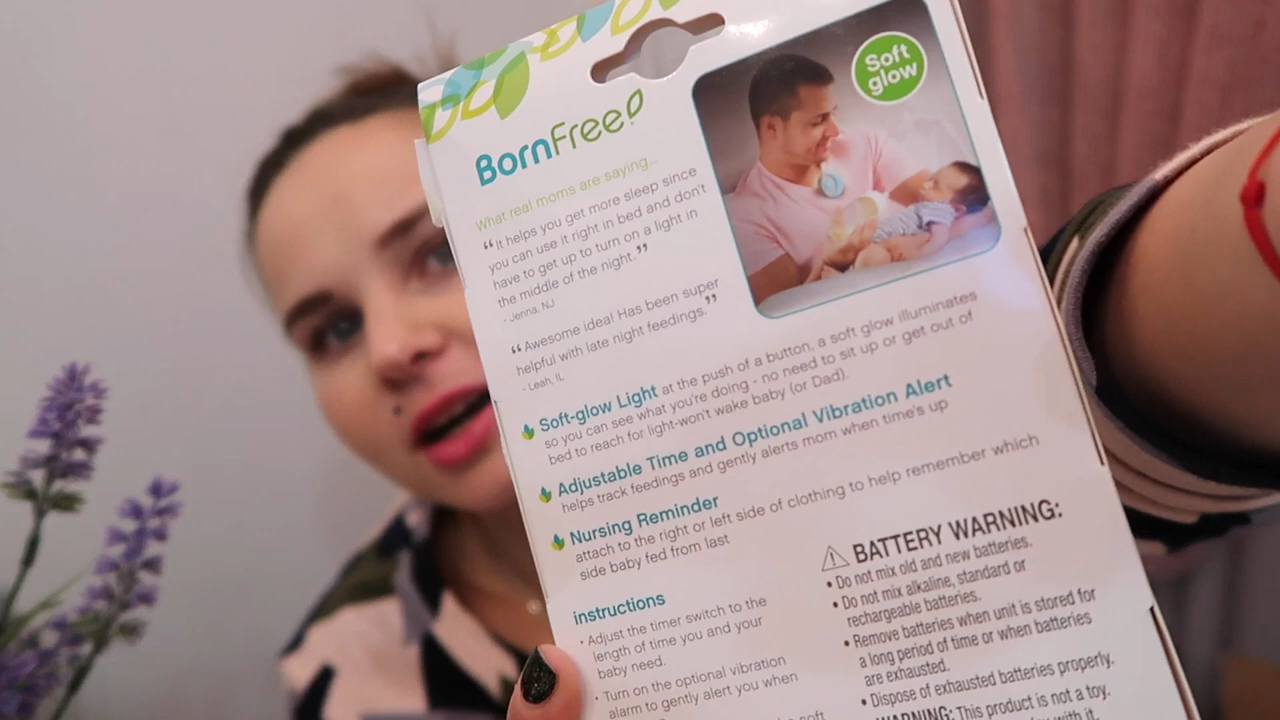 Soft
glow
BornFree
What real moms are saying...
“It helps you get more sleep since
you can use it right in bed and don't
have to get up to turn on a light in
the middle of the night.”
- Jenna, NJ
“Awesome idea! Has been super
helpful with late night feedings.”
- Leah, IL
Soft-glow Light at the push of a button, a soft glow illuminates
so you can see what you're doing - no need to sit up or get out of
bed to reach for light-won't wake baby (or Dad).
Adjustable Time and Optional Vibration Alert
helps track feedings and gently alerts mom when time's up
Nursing Reminder
attach to the right or left side of clothing to help remember which
side baby fed from last
instructions
• Adjust the timer switch to the
length of time you and your
baby need.
• Turn on the optional vibration
alarm to gently alert you when
soft
BATTERY WARNING:
• Do not mix old and new batteries.
• Do not mix alkaline, standard or
rechargeable batteries.
• Remove batteries when unit is stored for
a long period of time or when batteries
are exhausted.
• Dispose of exhausted batteries properly.
WARNING: This product is not a toy.
with it.